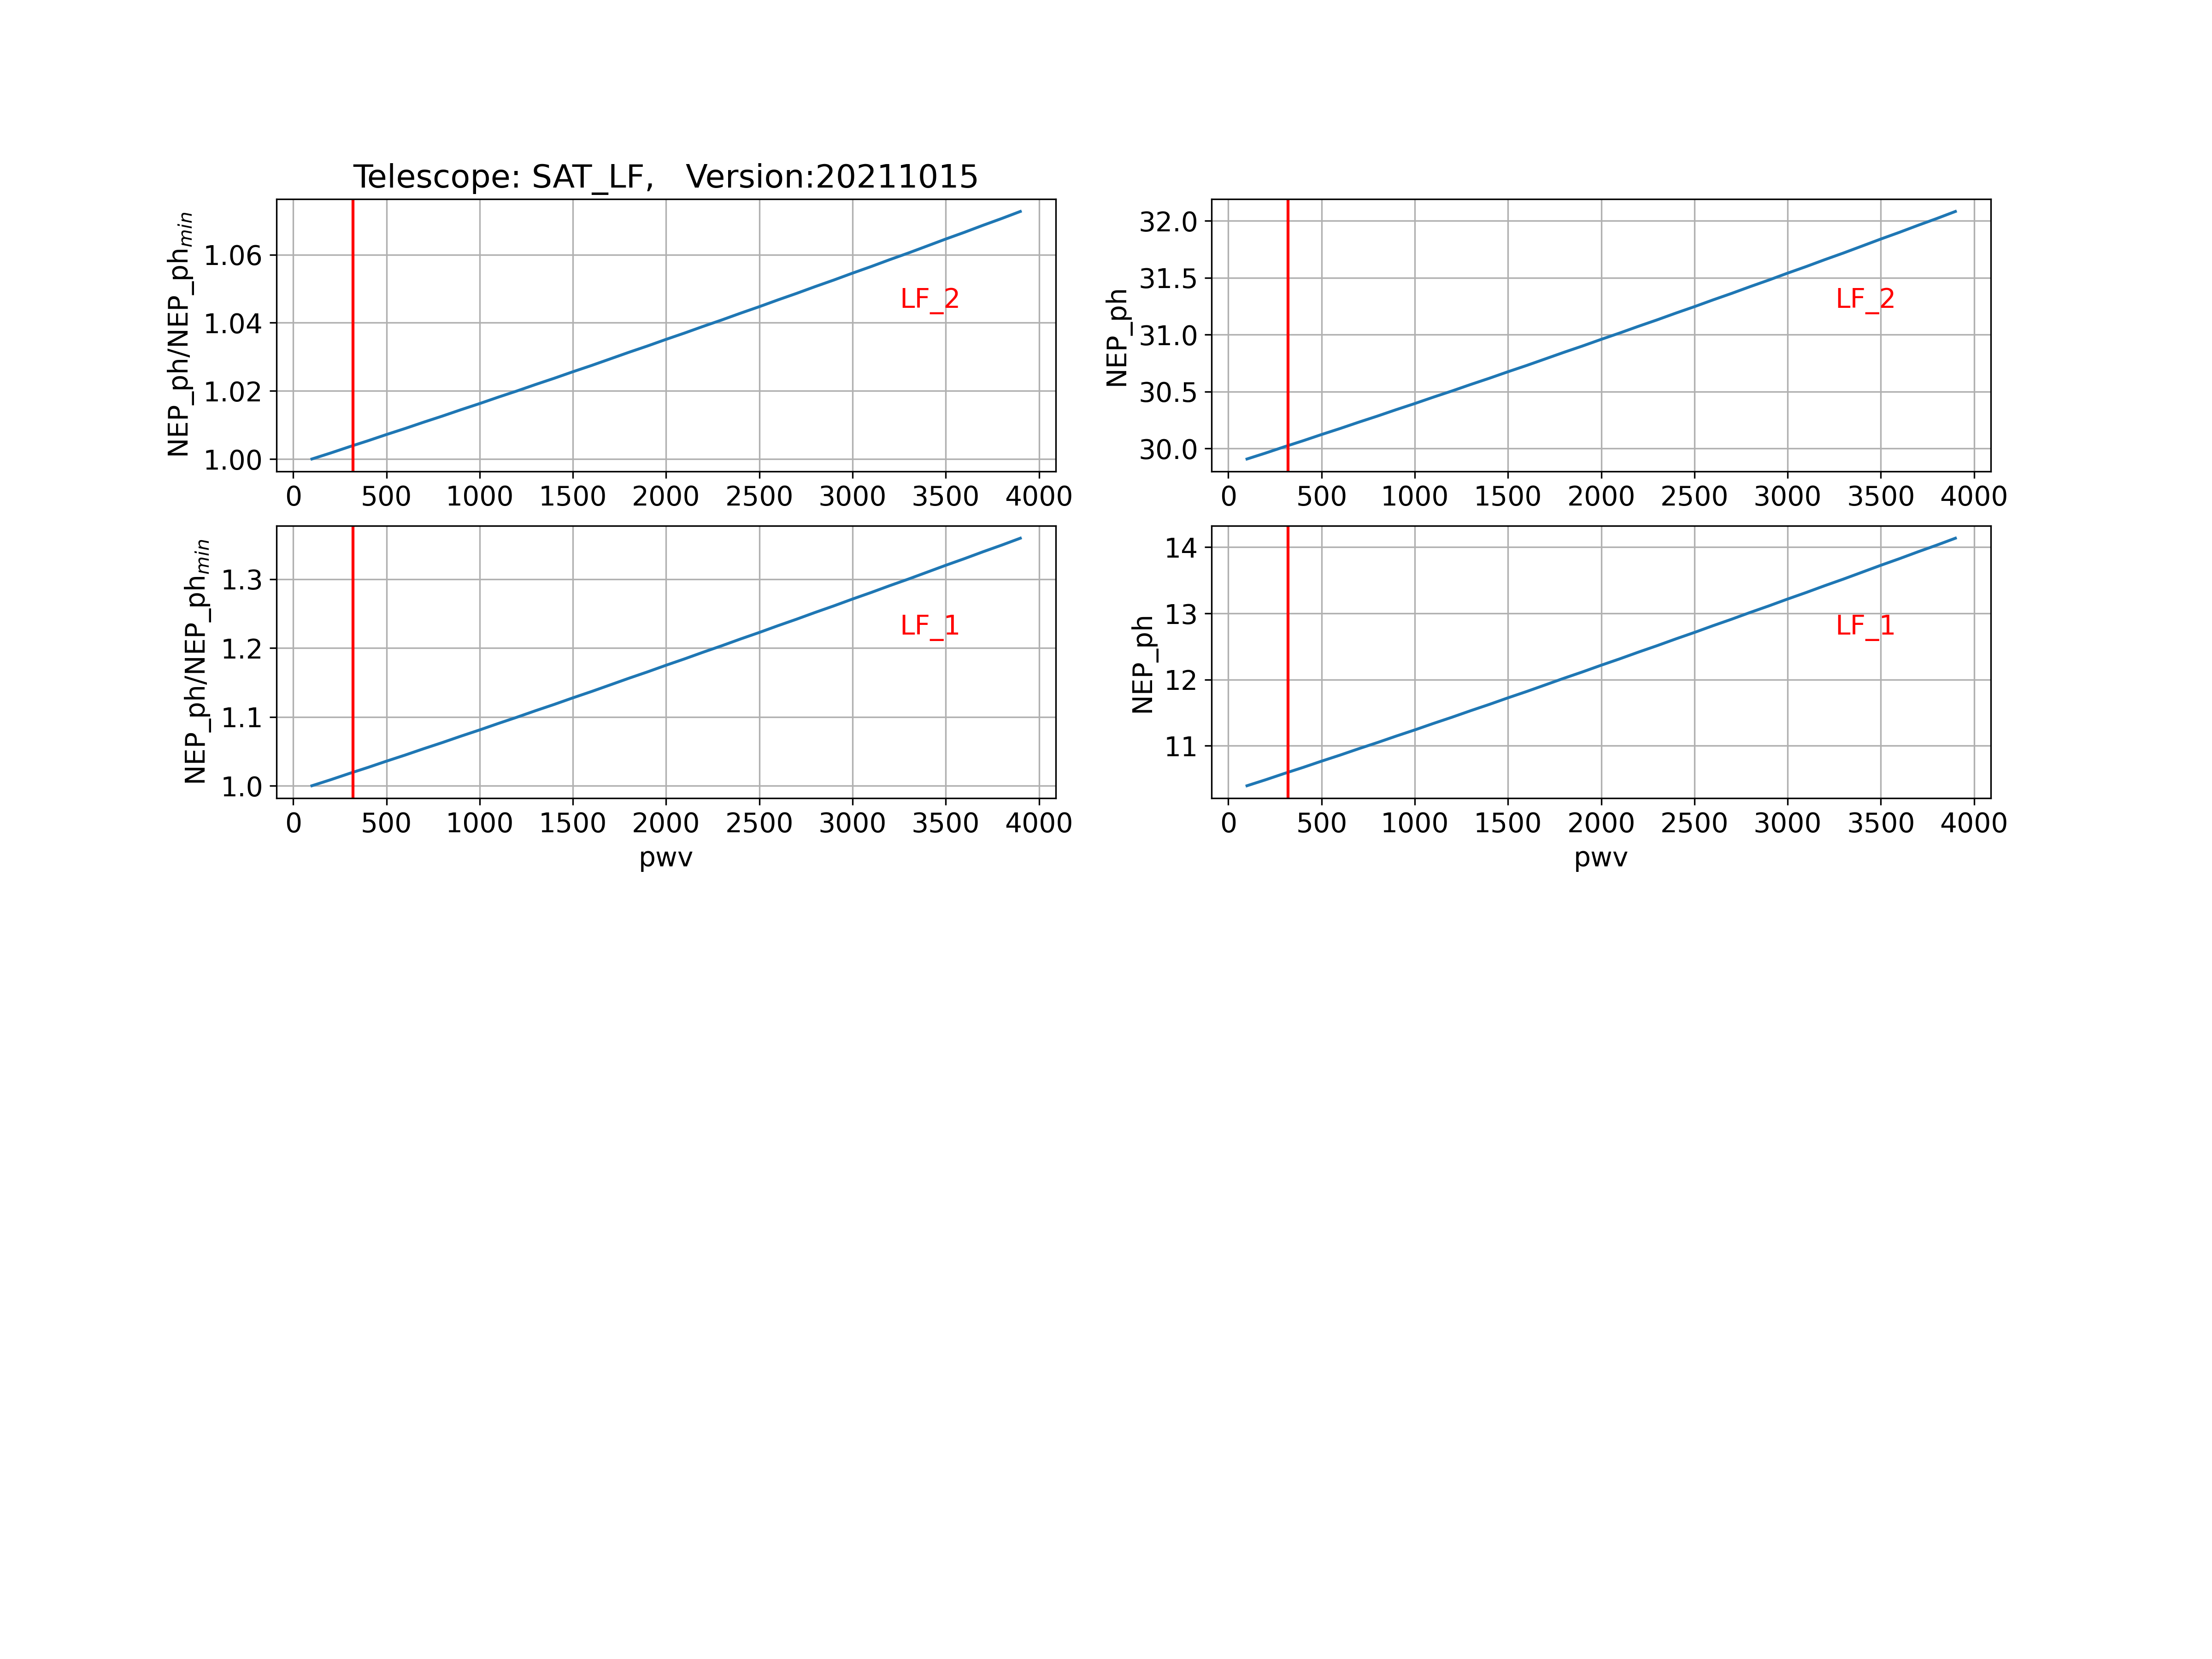 Telescope: SAT_LF,   Version:20211015
NEP_ph/NEP_ph_min
1.06
1.04
1.02
1.00
LF_2
0 500 1000 1500 2000 2500 3000 3500 4000
NEP_ph
32.0
31.5
31.0
30.5
30.0
LF_2
0 500 1000 1500 2000 2500 3000 3500 4000
NEP_ph/NEP_ph_min
1.3
1.2
1.1
1.0
LF_1
0 500 1000 1500 2000 2500 3000 3500 4000
pwv
NEP_ph
14
13
12
11
LF_1
0 500 1000 1500 2000 2500 3000 3500 4000
pwv